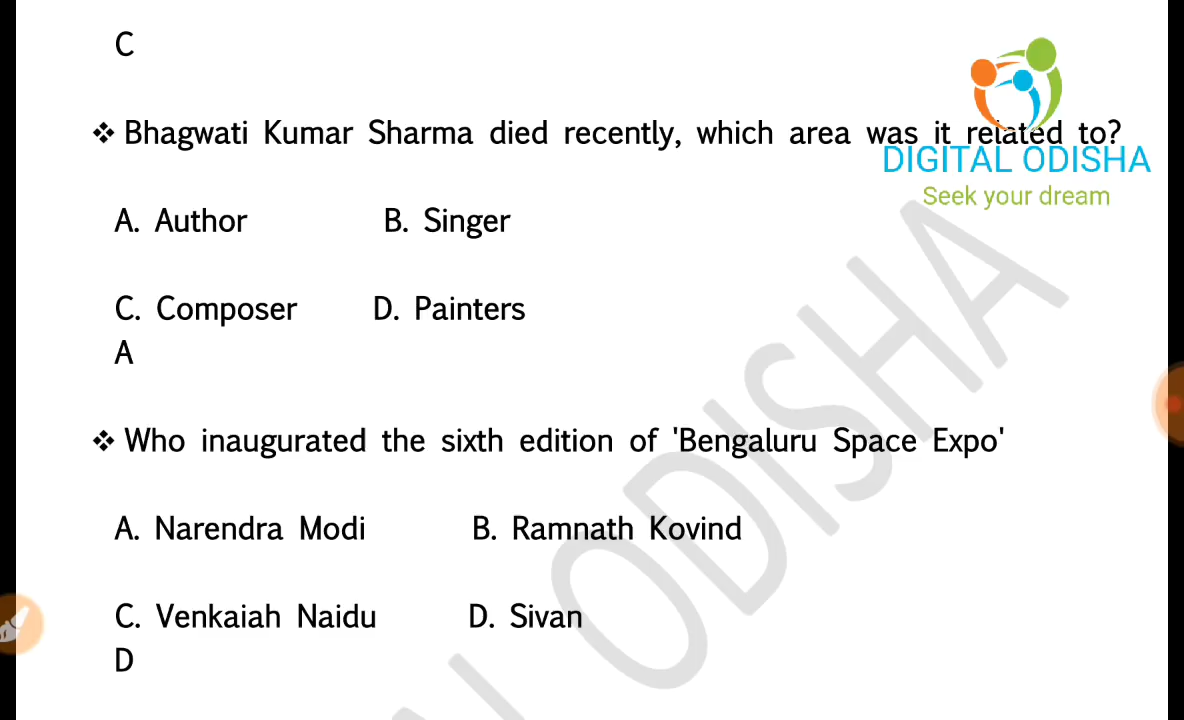 C
❖ Bhagwati Kumar Sharma died recently, which area was it related to?
DIGITAL ODISHA
Seek your dream
A. Author B. Singer
C. Composer D. Painters
A
❖ Who inaugurated the sixth edition of 'Bengaluru Space Expo'
A. Narendra Modi B. Ramnath Kovind
C. Venkaiah Naidu D. Sivan
D
ODISHA